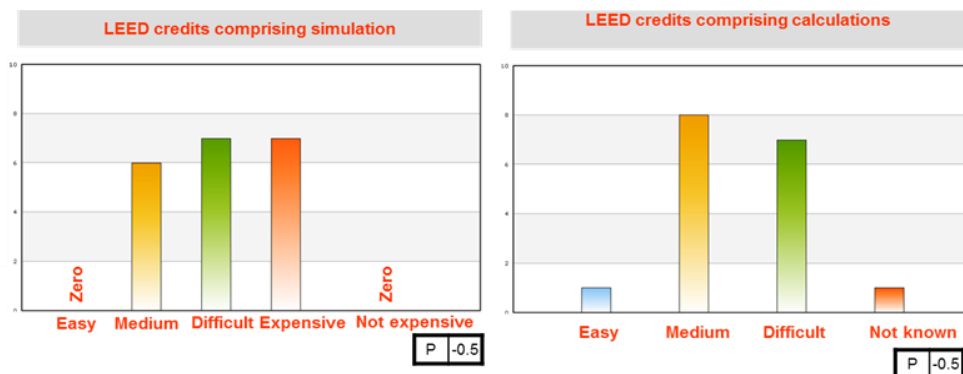 LEED credits comprising simulation
10
8
6
4
2
0
Zero
Zero
Easy Medium Difficult Expensive Not expensive
P -0.5
LEED credits comprising calculations
10
8
6
4
2
0
Easy Medium Difficult Not known
P -0.5